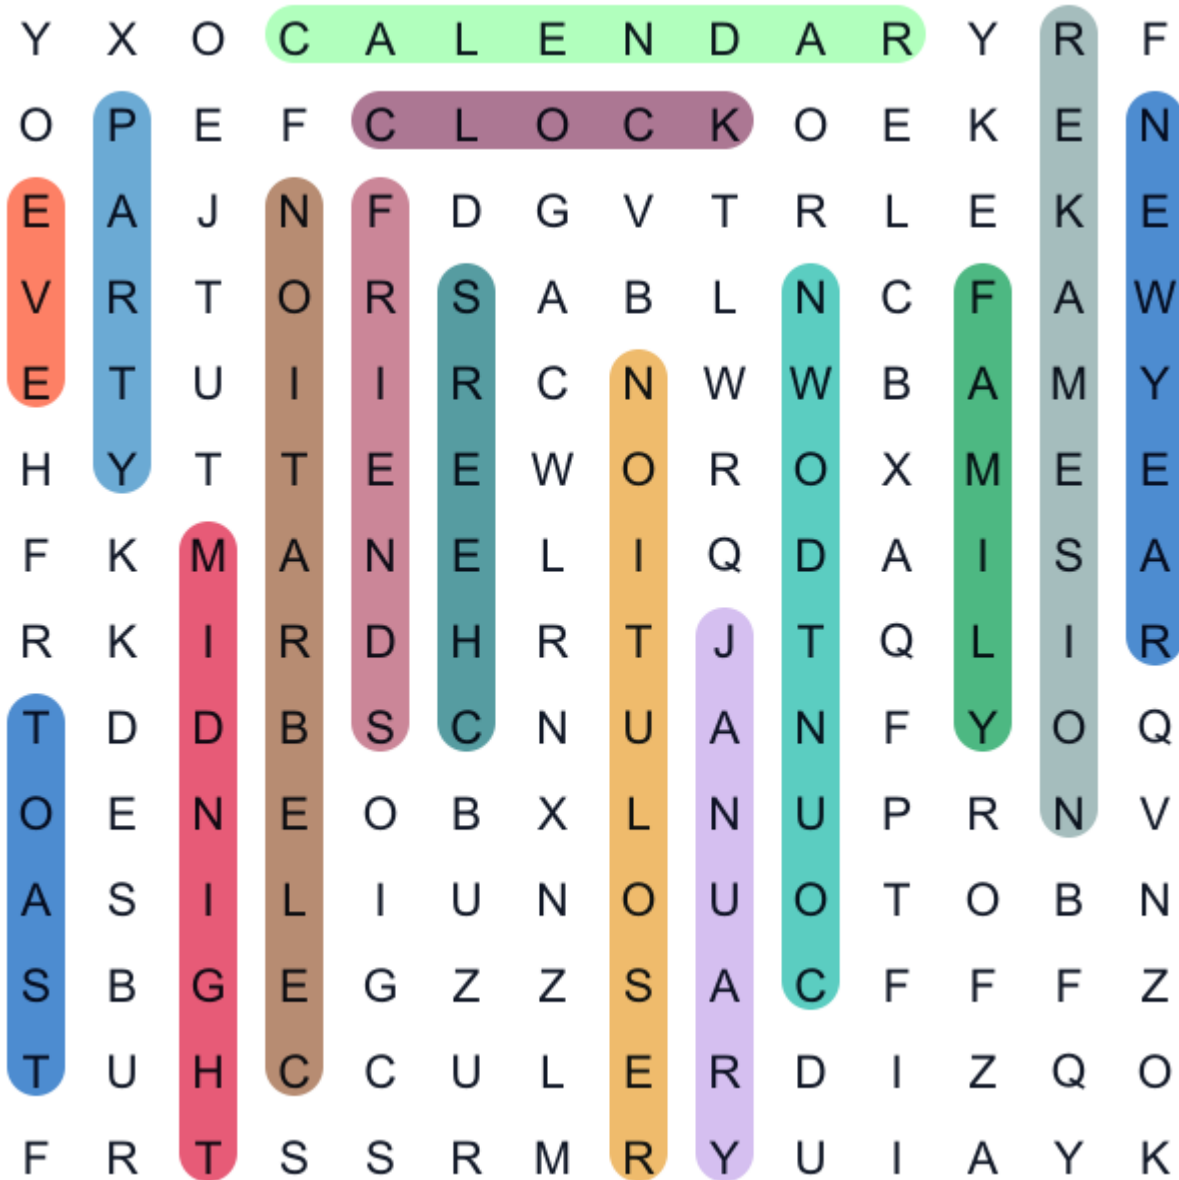 Y X O C A L E N D A R Y R F
O P E F C L O C K O E K E N
E A J N F D G V T R L E K E
V R T O R S A B L N C F A W
E T U I I R C N W W B A M Y
H Y T T E E W O R O X M E E
F K M A N E L I Q D A I S A
R K I R D H R T J T Q L I R
T D D B S C N U A N F Y O Q
O E N E O B X L N U P R N V
A S I L I U N O U O T O B N
S B G E G Z Z S A C F F F Z
T U H C C U L E R D I Z Q O
F R T S S R M R Y U I A Y K